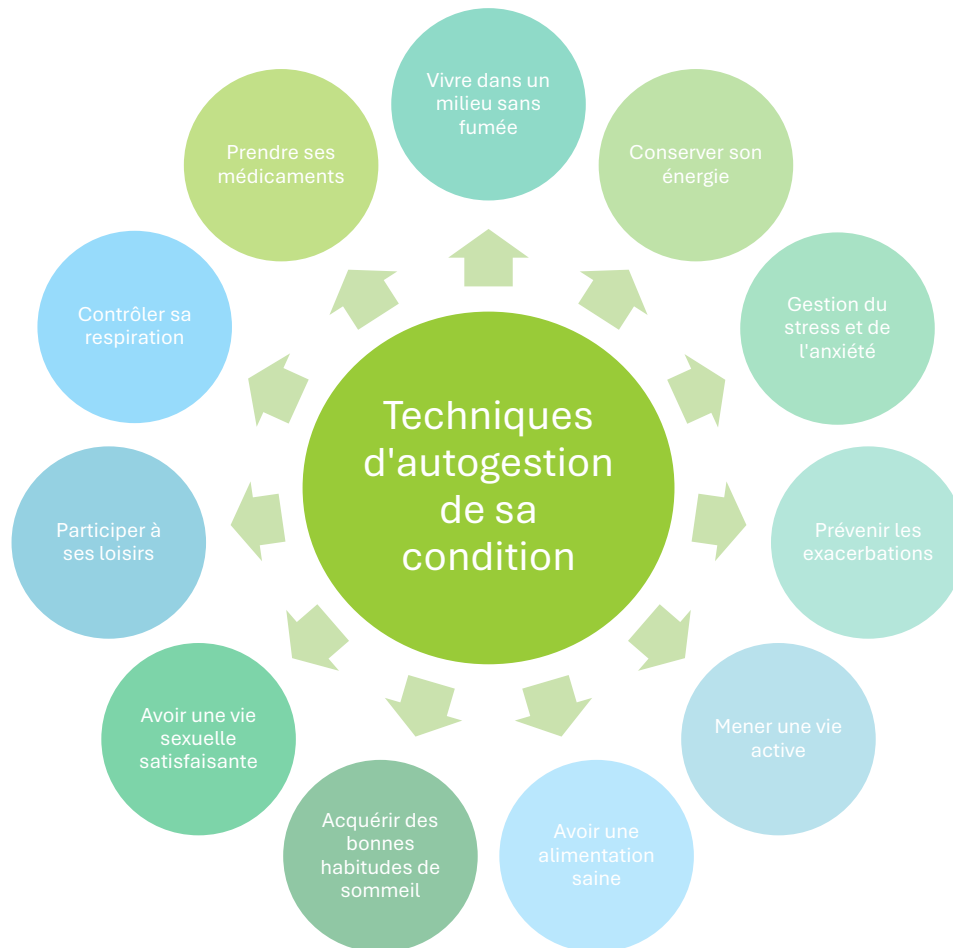 Vivre dans un
milieu sans
fumée
Conserver son
énergie
Gestion du
stress et de
l'anxiété
Prévenir les
exacerbations
Mener une vie
active
Avoir une
alimentation
saine
Acquérir des
bonnes
habitudes de
sommeil
Avoir une vie
sexuelle
satisfaisante
Participer à
ses loisirs
Contrôler sa
respiration
Prendre ses
médicaments
Techniques
d'autogestion
de sa
condition